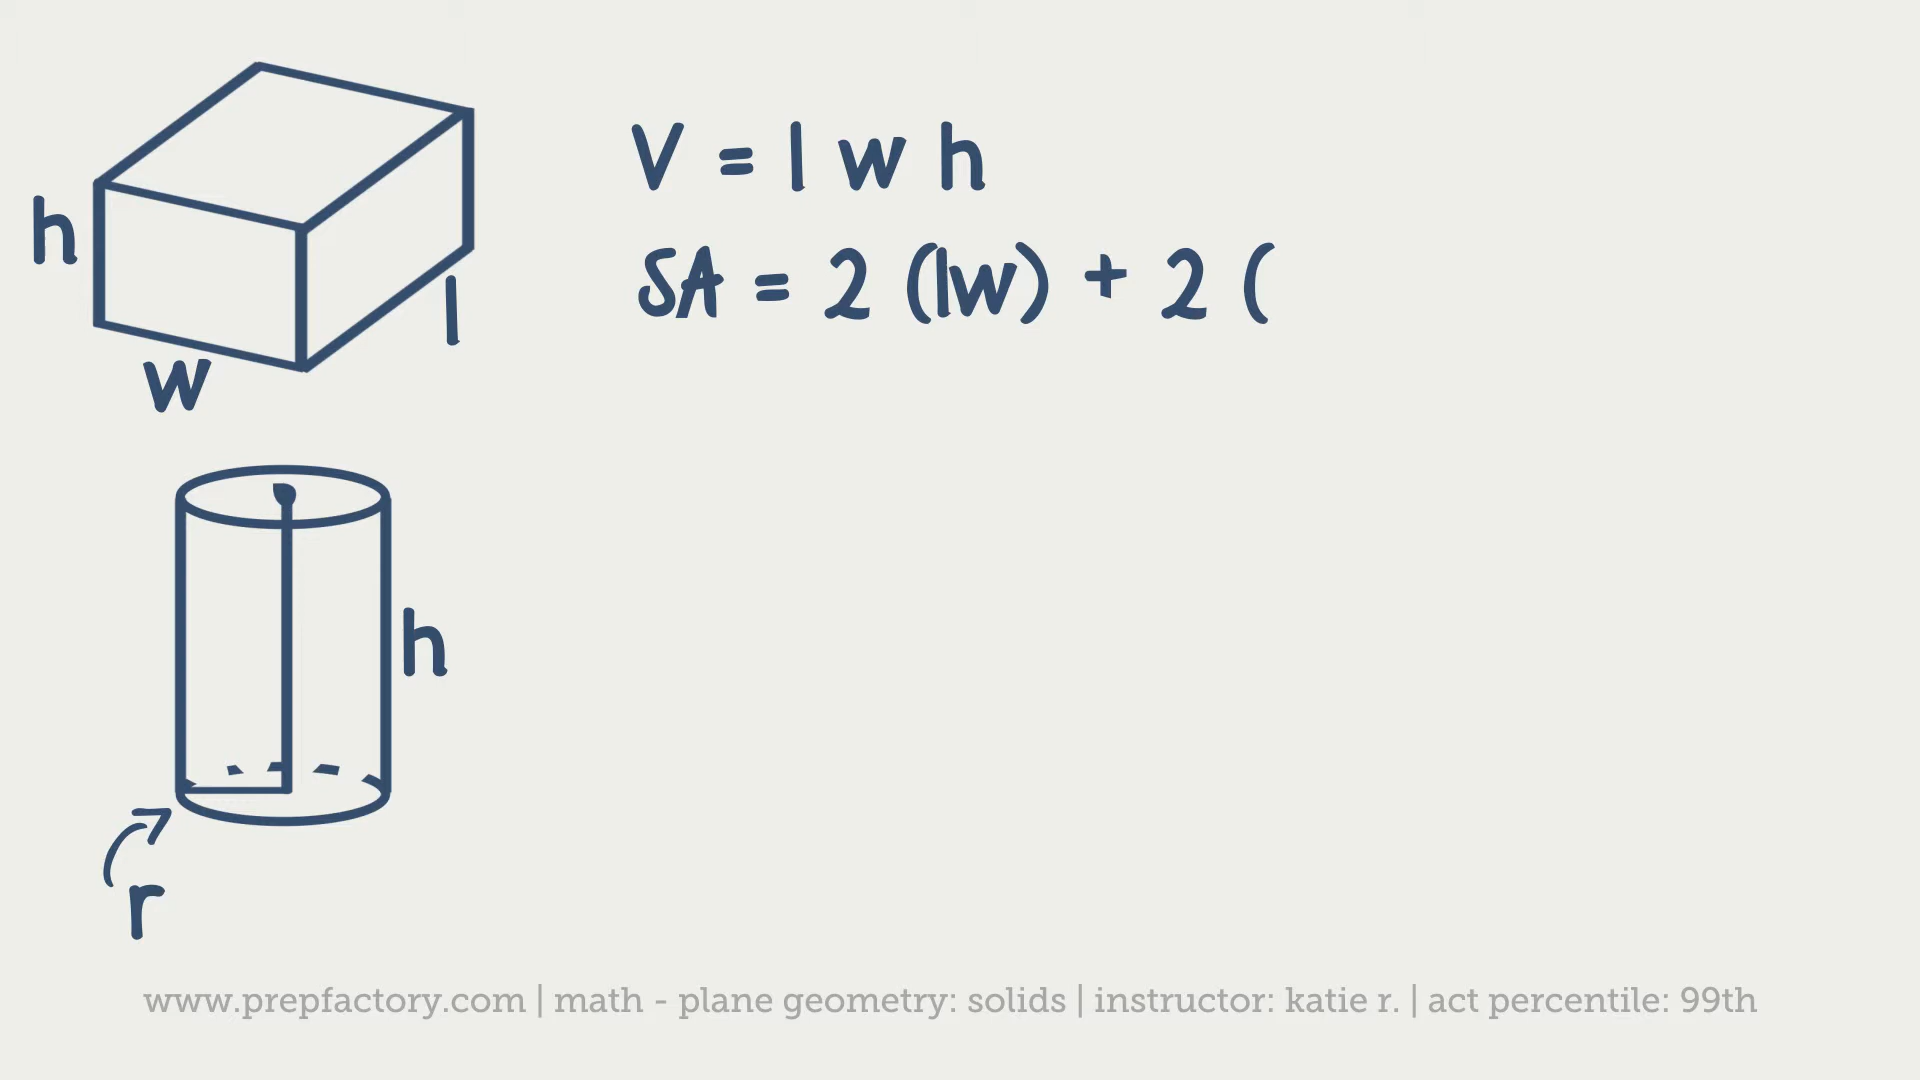 V = l w h
SA = 2 (lw) + 2 (
h
l
w
h
r
www.prepfactory.com | math - plane geometry: solids | instructor: katie r. | act percentile: 99th